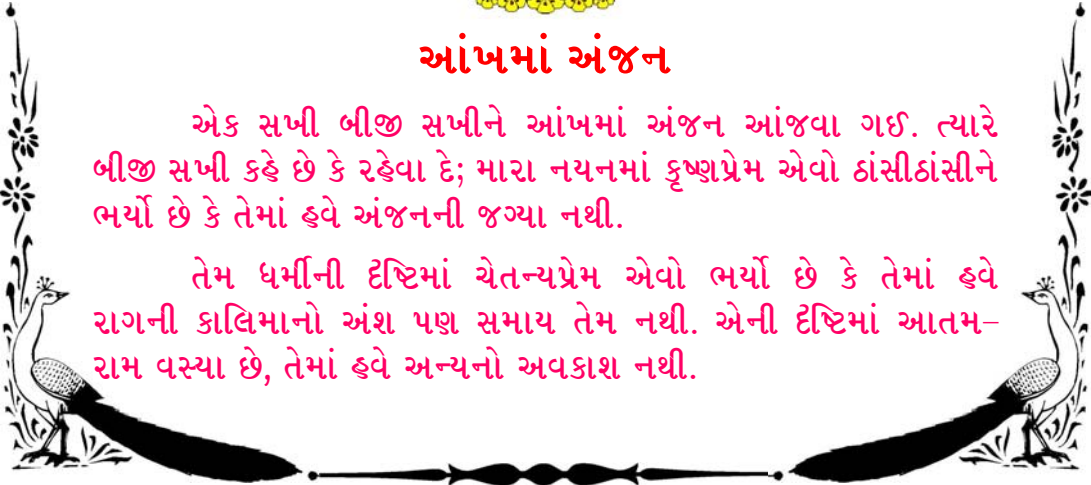 આંખમાં અંજન
એક સખી બીજી સખીને આંખમાં અંજન આંજવા ગઈ. ત્યારે
બીજી સખી કહે છે કે રહેવા દે; મારા નયનમાં કૃષ્ણપ્રેમ એવો ઠાંસીઠાંસીને
ભર્યો છે કે તેમાં હવે અંજનની જગ્યા નથી.
તેમ ધર્મીની દૃષ્ટિમાં ચેતન્યપ્રેમ એવો ભર્યો છે કે તેમાં હવે
રાગની કાલિમાનો અંશ પણ સમાય તેમ નથી. એની દૃષ્ટિમાં આતમ–
રામ વસ્યા છે, તેમાં હવે અન્યનો અવકાશ નથી.